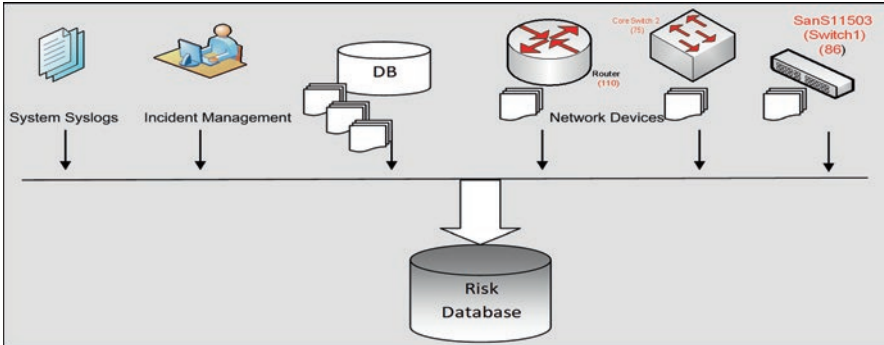 System Syslogs
Incident Management
DB
Router
(110)
Network Devices
Core Switch 2
(75)
SanS11503
(Switch1)
(86)
Risk
Database